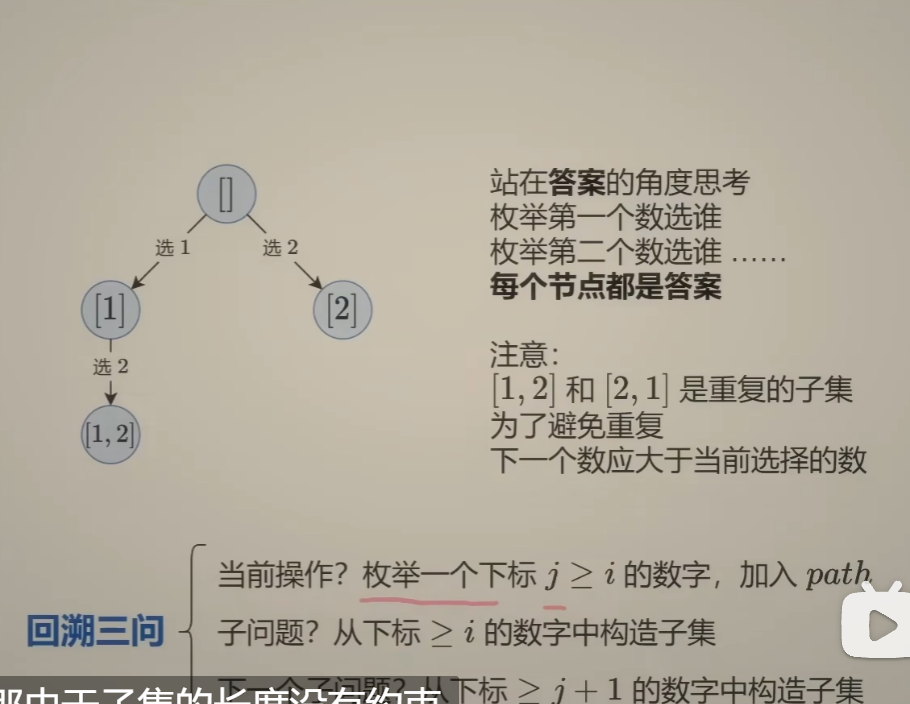 []
选 1
选 2
[1]
[2]
选 2
[1, 2]
站在答案的角度思考
枚举第一个数选谁
枚举第二个数选谁 ……
每个节点都是答案
注意：
[1, 2] 和 [2, 1] 是重复的子集
为了避免重复
下一个数应大于当前选择的数
回溯三问
当前操作？枚举一个下标 j ≥ i 的数字，加入 path
子问题？从下标 ≥ i 的数字中构造子集
下一个子问题？从下标 ≥ j + 1 的数字中构造子集
那由于子集的长度没有约束